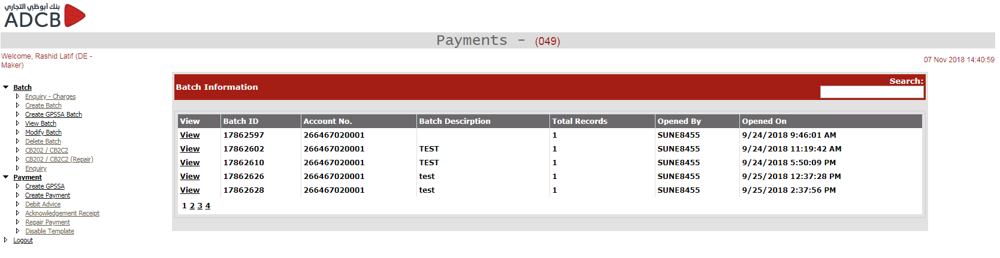 بنك أبوظبي التجاري
ADCB
Payments - (049)
Welcome, Rashid Latif (DE -
Maker)
07 Nov 2018 14:40:59
Batch
Enquiry - Charges
Create Batch
Create GPSSA Batch
View Batch
Modify Batch
Delete Batch
CB202 / CB2C2
CB202 / CB2C2 (Repair)
Enquiry
Payment
Create GPSSA
Create Payment
Debit Advice
Acknowledgement Receipt
Repair Payment
Disable Template
Logout
Search:
Batch Information
View Batch ID Account No. Batch Descirption Total Records Opened By Opened On
View 17862597 266467020001 1 SUNE8455 9/24/2018 9:46:01 AM
View 17862602 266467020001 TEST 1 SUNE8455 9/24/2018 11:19:42 AM
View 17862610 266467020001 TEST 1 SUNE8455 9/24/2018 5:50:09 PM
View 17862626 266467020001 test 1 SUNE8455 9/25/2018 12:37:28 PM
View 17862628 266467020001 test 1 SUNE8455 9/25/2018 2:37:56 PM
1 2 3 4